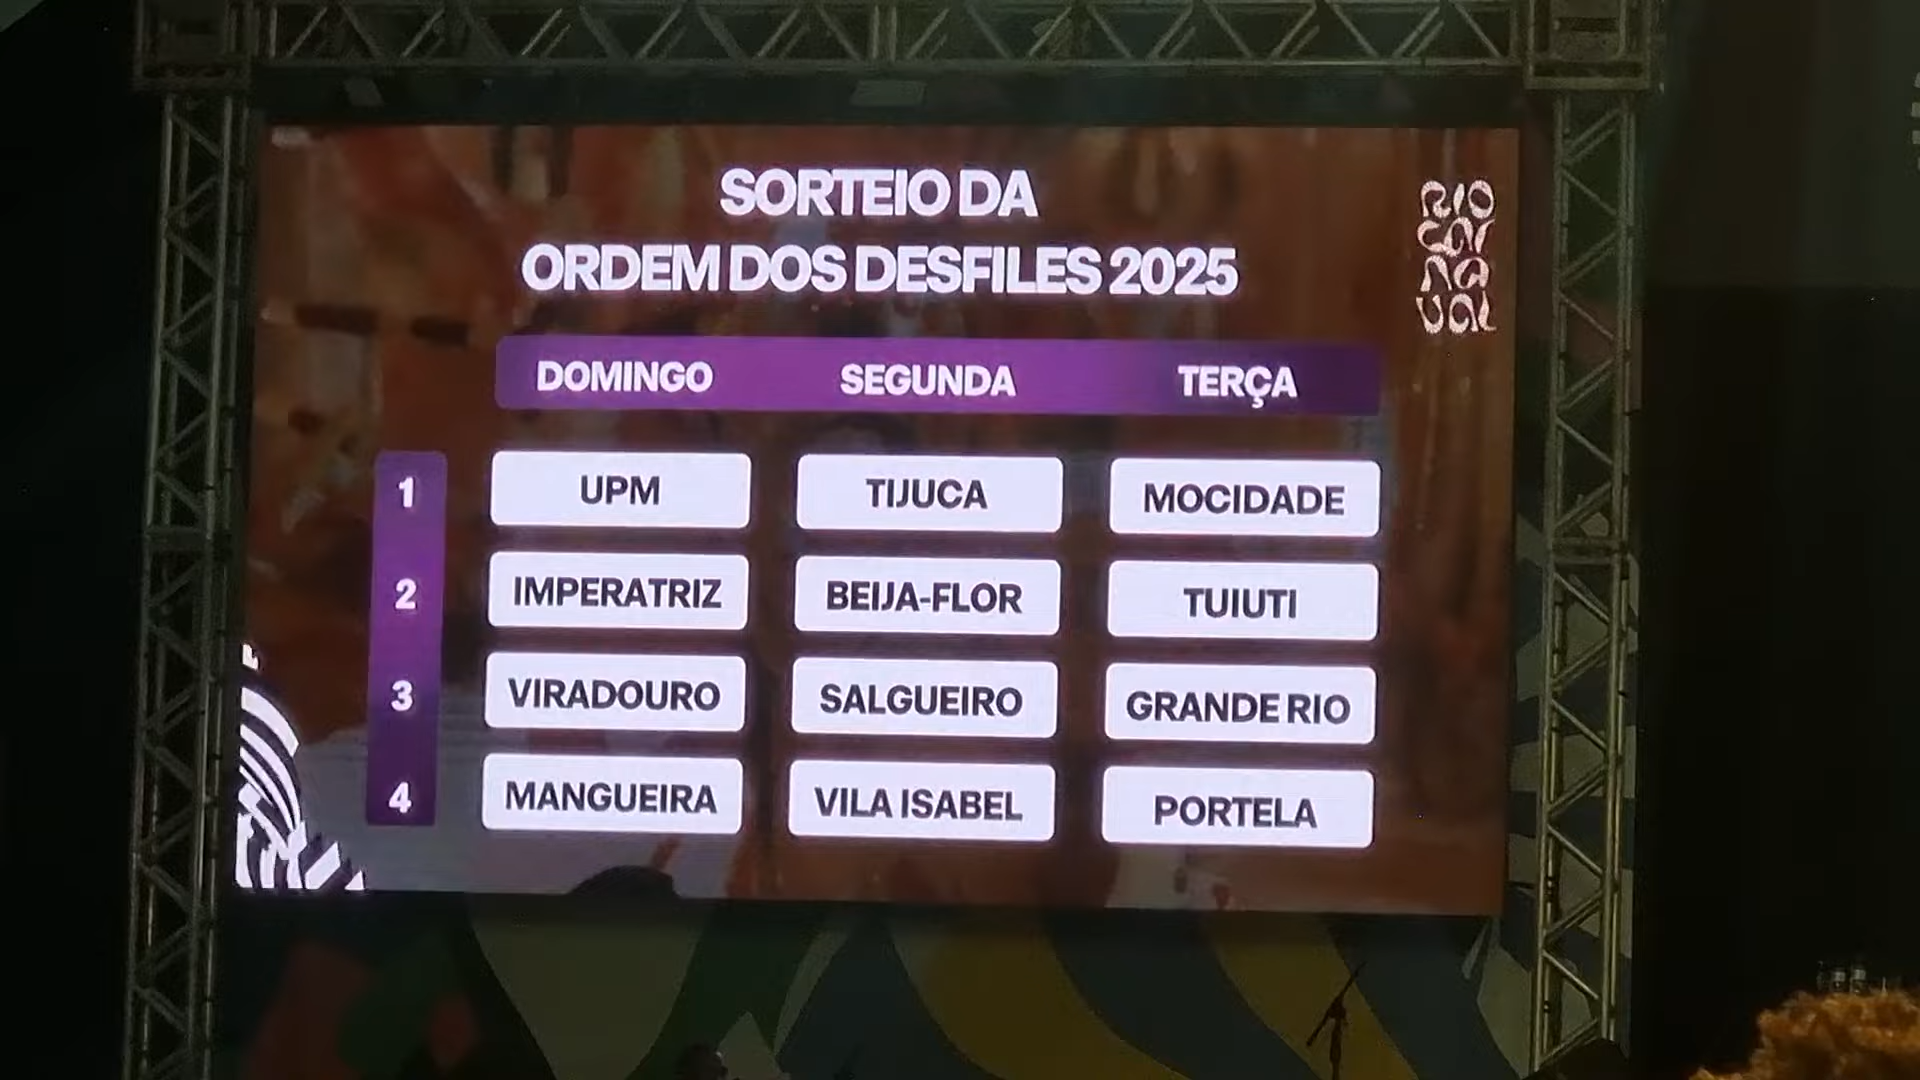 SORTEIO DA
ORDEM DOS DESFILES 2025
RIO
CAR
NA
VAL
DOMINGO SEGUNDA TERÇA
1 UPM TIJUCA MOCIDADE
2 IMPERATRIZ BEIJA-FLOR TUIUTI
3 VIRADOURO SALGUEIRO GRANDE RIO
4 MANGUEIRA VILA ISABEL PORTELA